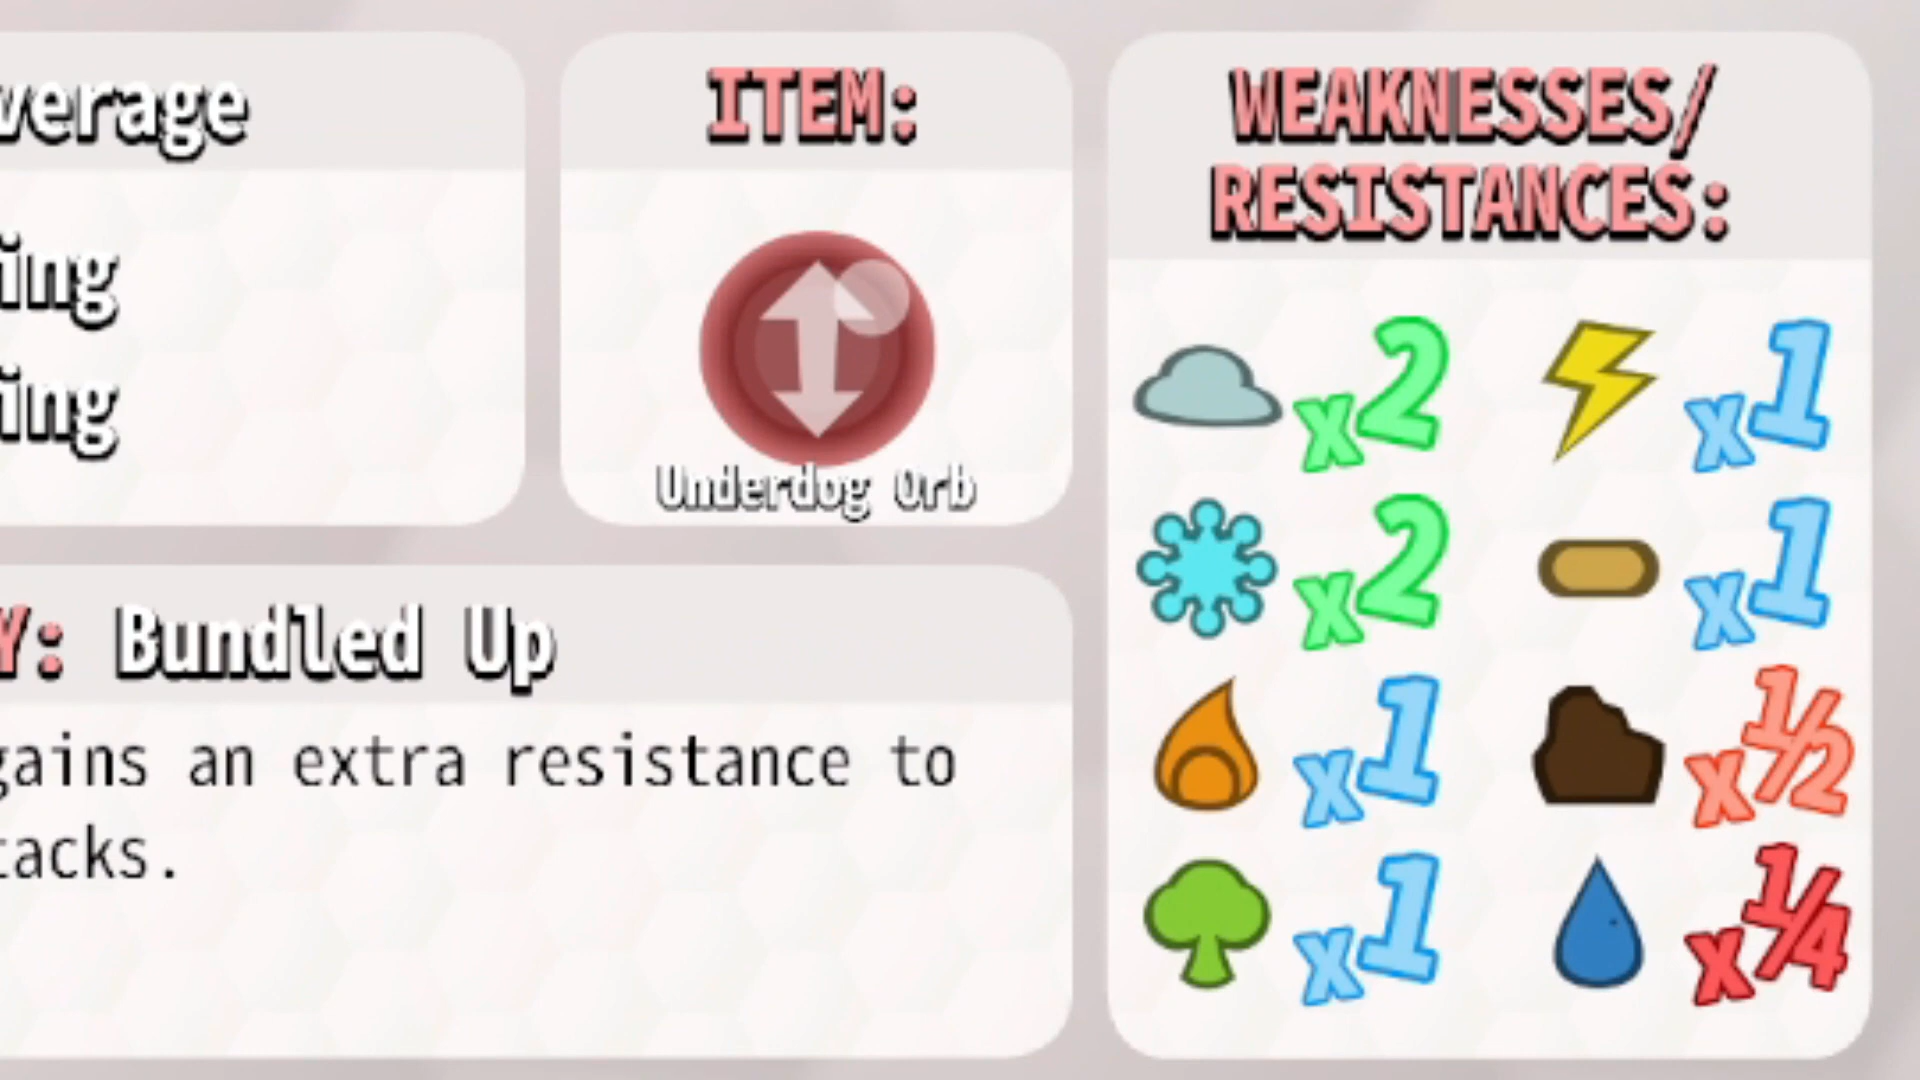 verage
ing
ing
ITEM:
Underdog Orb
WEAKNESSES/
RESISTANCES:
x2 x1
x2 x1
x1 x½
x1 x¼
Y: Bundled Up
gains an extra resistance to
tacks.